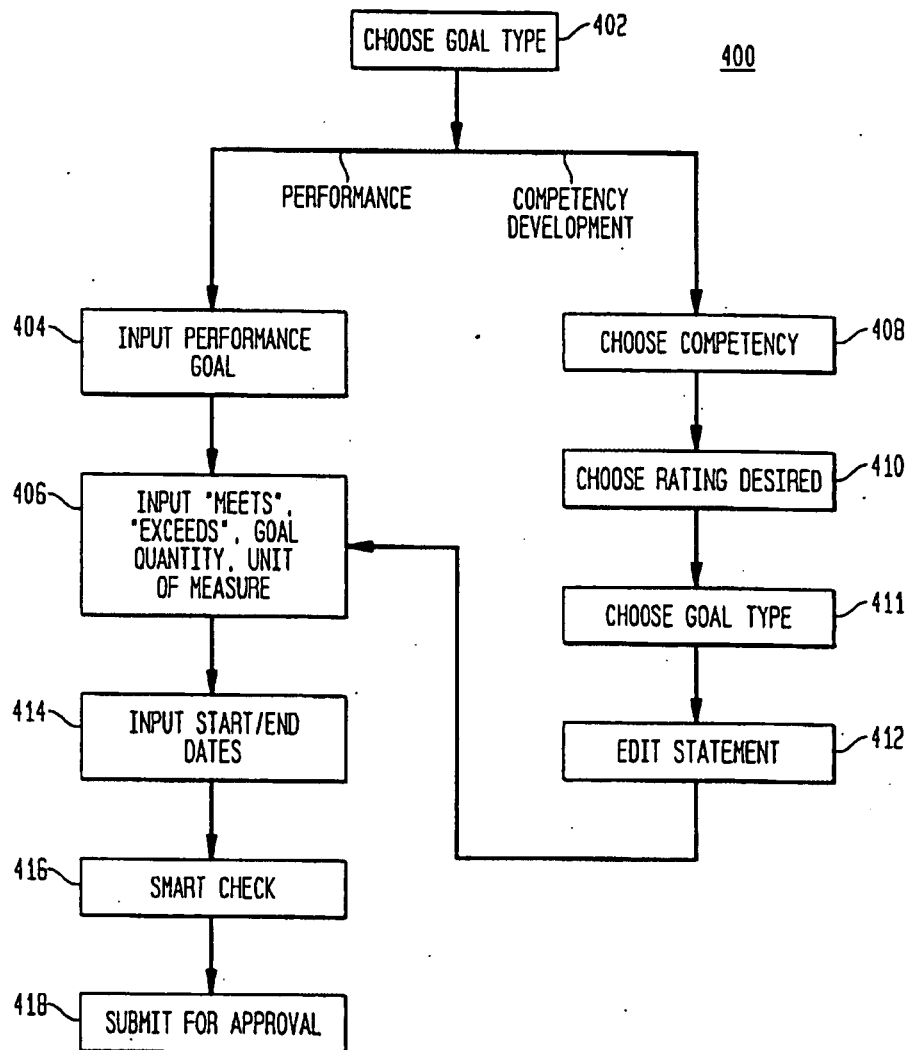 CHOOSE GOAL TYPE
402
400
PERFORMANCE
COMPETENCY
DEVELOPMENT
404
INPUT PERFORMANCE
GOAL
408
CHOOSE COMPETENCY
406
INPUT "MEETS",
"EXCEEDS", GOAL
QUANTITY, UNIT
OF MEASURE
CHOOSE RATING DESIRED
410
CHOOSE GOAL TYPE
411
414
INPUT START/END
DATES
EDIT STATEMENT
412
416
SMART CHECK
418
SUBMIT FOR APPROVAL